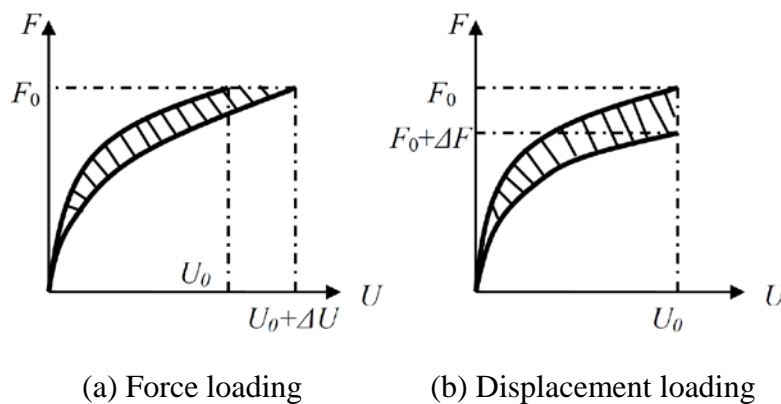 F
F
F₀
F₀
F₀+ΔF
U₀
U
U
U₀+ΔU
U₀
(a) Force loading
(b) Displacement loading